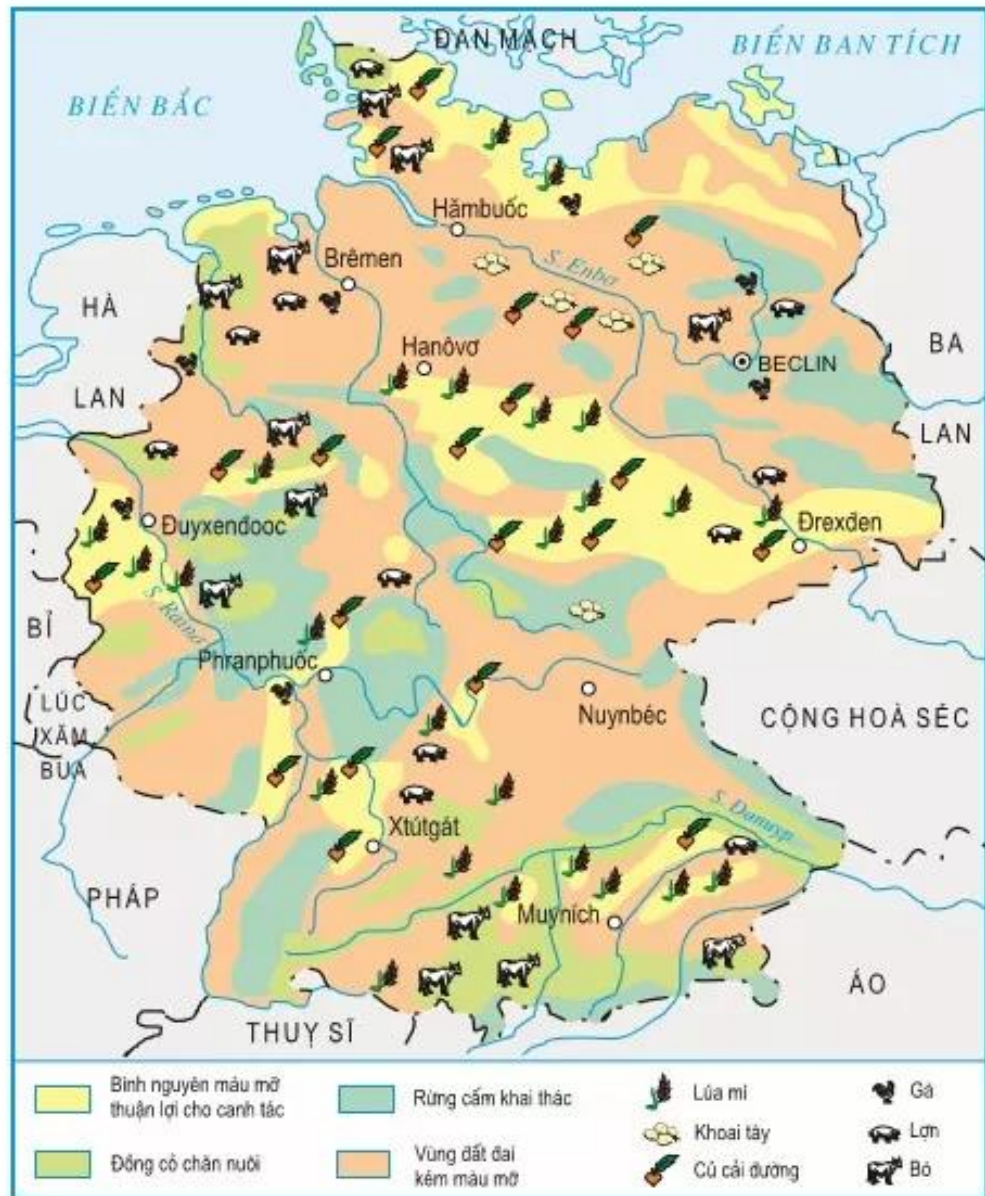 ĐAN MẠCH
BIỂN BAN TÍCH
BIỂN BẮC
Hămbuốc
S. Enbơ
Brêmen
HÀ
LAN
Hanôvơ
BECLIN
BA
LAN
Đuyxenđooc
Đrexđen
S. Rainơ
BỈ
Phranphuốc
LÚC
XĂM
BUA
Nuynbéc
CỘNG HOÀ SÉC
Xtútgát
S. Danuyp
PHÁP
Muyních
ÁO
THUỴ SĨ
Bình nguyên màu mỡ
thuận lợi cho canh tác
Rừng cấm khai thác
Lúa mì
Gà
Khoai tây
Lợn
Đồng cỏ chăn nuôi
Vùng đất đai
kém màu mỡ
Củ cải đường
Bò